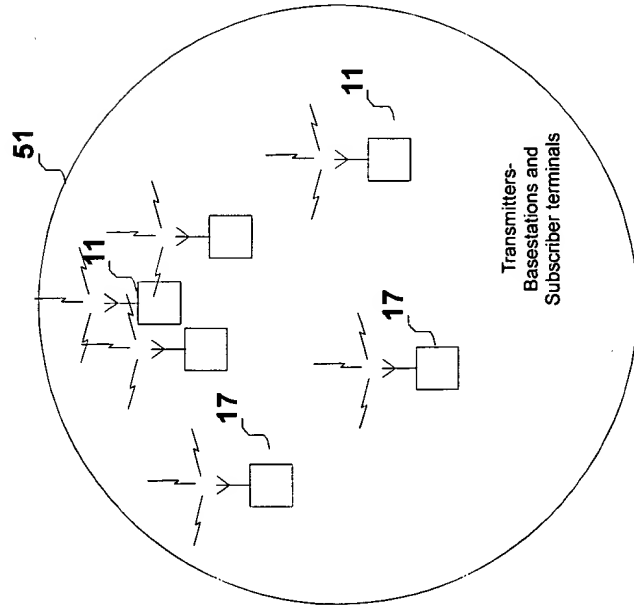 51
11
11
17
17
Transmitters-
Basestations and
Subscriber terminals